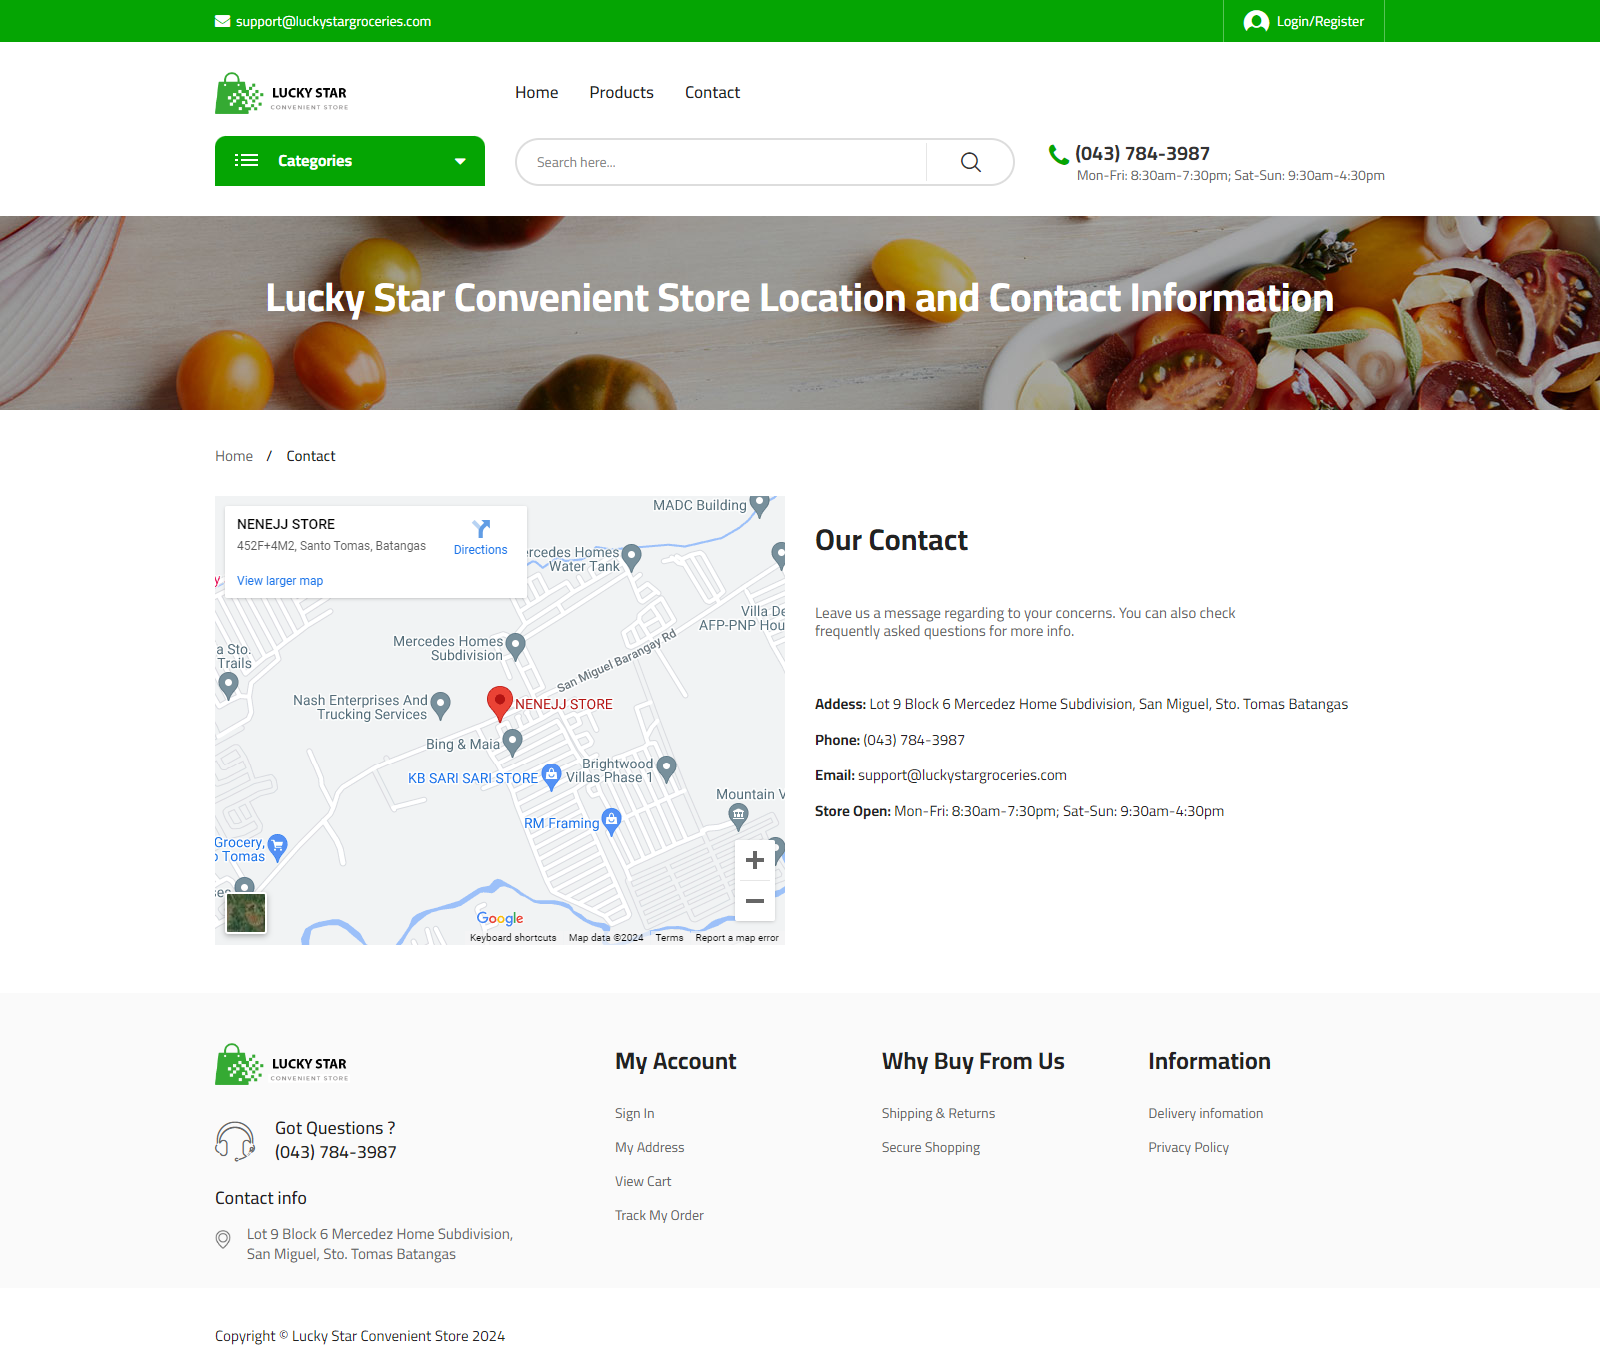 support@luckystargroceries.com
Login/Register
LUCKY STAR
CONVENIENT STORE
Home
Products
Contact
Categories
Search here...
(043) 784-3987
Mon-Fri: 8:30am-7:30pm; Sat-Sun: 9:30am-4:30pm
Lucky Star Convenient Store Location and Contact Information
Home / Contact
NENEJJ STORE
452F+4M2, Santo Tomas, Batangas
Directions
View larger map
MADC Building
ercedes Homes
Water Tank
y
Villa De
AFP-PNP Hou
San Miguel Barangay Rd
Mercedes Homes
Subdivision
a Sto.
Trails
Nash Enterprises And
Trucking Services
NENEJJ STORE
Bing & Maia
KB SARI SARI STORE
Brightwood
Villas Phase 1
Mountain V
RM Framing
Grocery,
o Tomas
ses
Google
Keyboard shortcuts
Map data ©2024
Terms
Report a map error
Our Contact
Leave us a message regarding to your concerns. You can also check
frequently asked questions for more info.
Addess: Lot 9 Block 6 Mercedez Home Subdivision, San Miguel, Sto. Tomas Batangas
Phone: (043) 784-3987
Email: support@luckystargroceries.com
Store Open: Mon-Fri: 8:30am-7:30pm; Sat-Sun: 9:30am-4:30pm
LUCKY STAR
CONVENIENT STORE
Got Questions ?
(043) 784-3987
Contact info
Lot 9 Block 6 Mercedez Home Subdivision,
San Miguel, Sto. Tomas Batangas
My Account
Sign In
My Address
View Cart
Track My Order
Why Buy From Us
Shipping & Returns
Secure Shopping
Information
Delivery infomation
Privacy Policy
Copyright © Lucky Star Convenient Store 2024